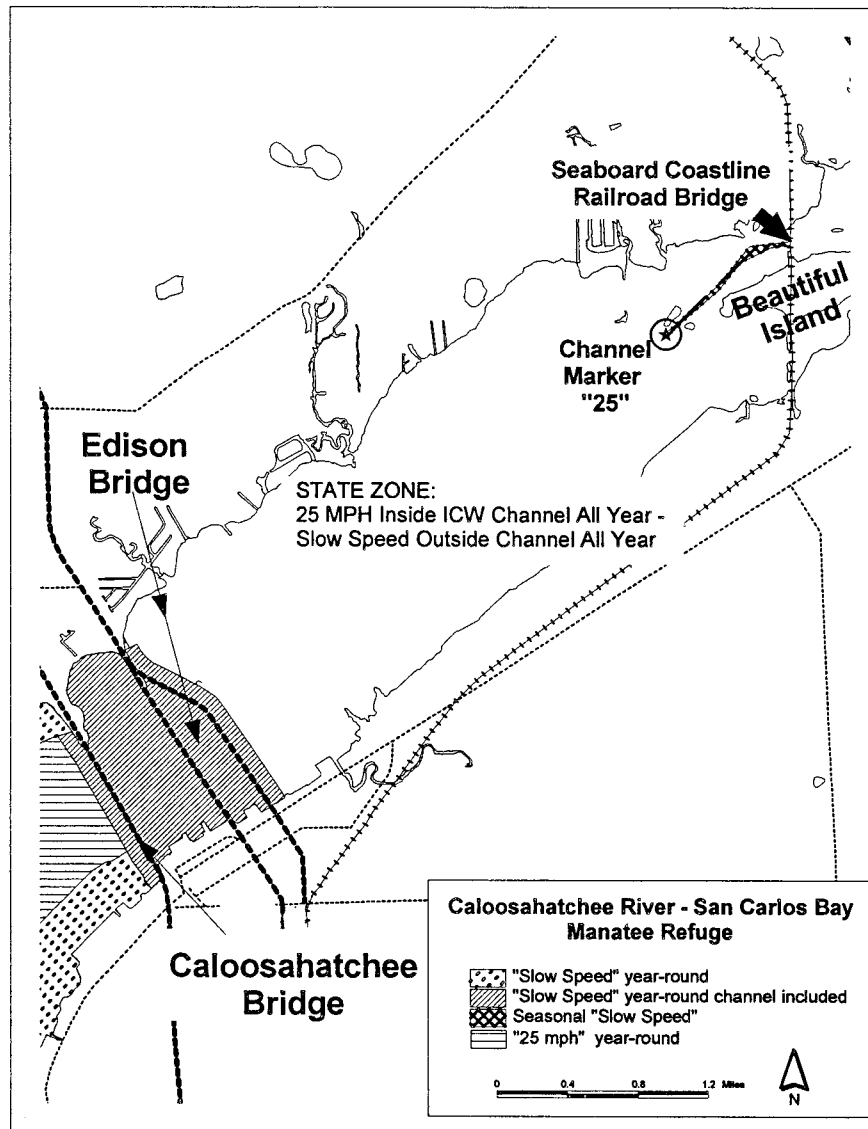 Seaboard Coastline
Railroad Bridge
Beautiful
Island
Channel
Marker
"25"
Edison
Bridge
STATE ZONE:
25 MPH Inside ICW Channel All Year -
Slow Speed Outside Channel All Year
Caloosahatchee
Bridge
Caloosahatchee River - San Carlos Bay
Manatee Refuge
"Slow Speed" year-round
"Slow Speed" year-round channel included
Seasonal "Slow Speed"
"25 mph" year-round
0 0.4 0.8 1.2 Miles
N